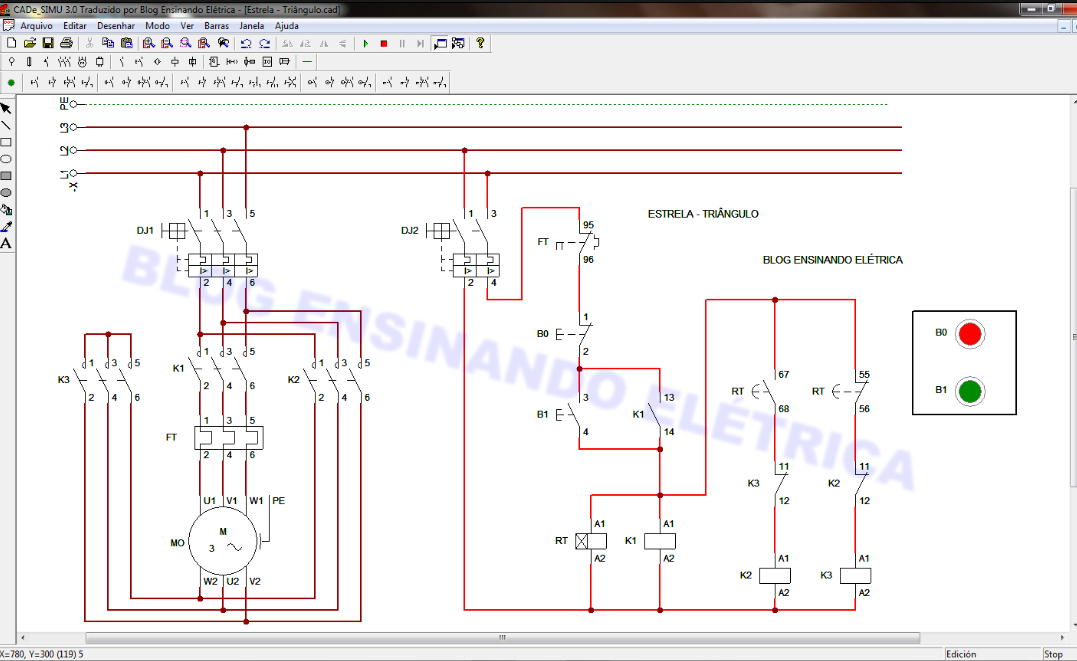 CADe_SIMU 3.0 Traduzido por Blog Ensinando Elétrica - [Estrela - Triângulo.cad]
Arquivo Editar Desenhar Modo Ver Barras Janela Ajuda
PE
L3
L2
L1
-X
1 3 5
DJ1
I> I> I>
2 4 6
1 3
DJ2
I> I>
2 4
95
FT
96
ESTRELA - TRIÂNGULO
BLOG ENSINANDO ELÉTRICA
BLOG ENSINANDO ELÉTRICA
1
B0
2
B0
B1
1 3 5
K3
2 4 6
1 3 5
K1
2 4 6
1 3 5
K2
2 4 6
3
B1
4
13
K1
14
67
RT
68
55
RT
56
1 3 5
FT
2 4 6
11
K3
12
11
K2
12
U1 V1 W1 PE
MO
M
3
W2 U2 V2
A1
RT
A2
A1
K1
A2
A1
K2
A2
A1
K3
A2
X=780, Y=300 (119) 5
Edición
Stop